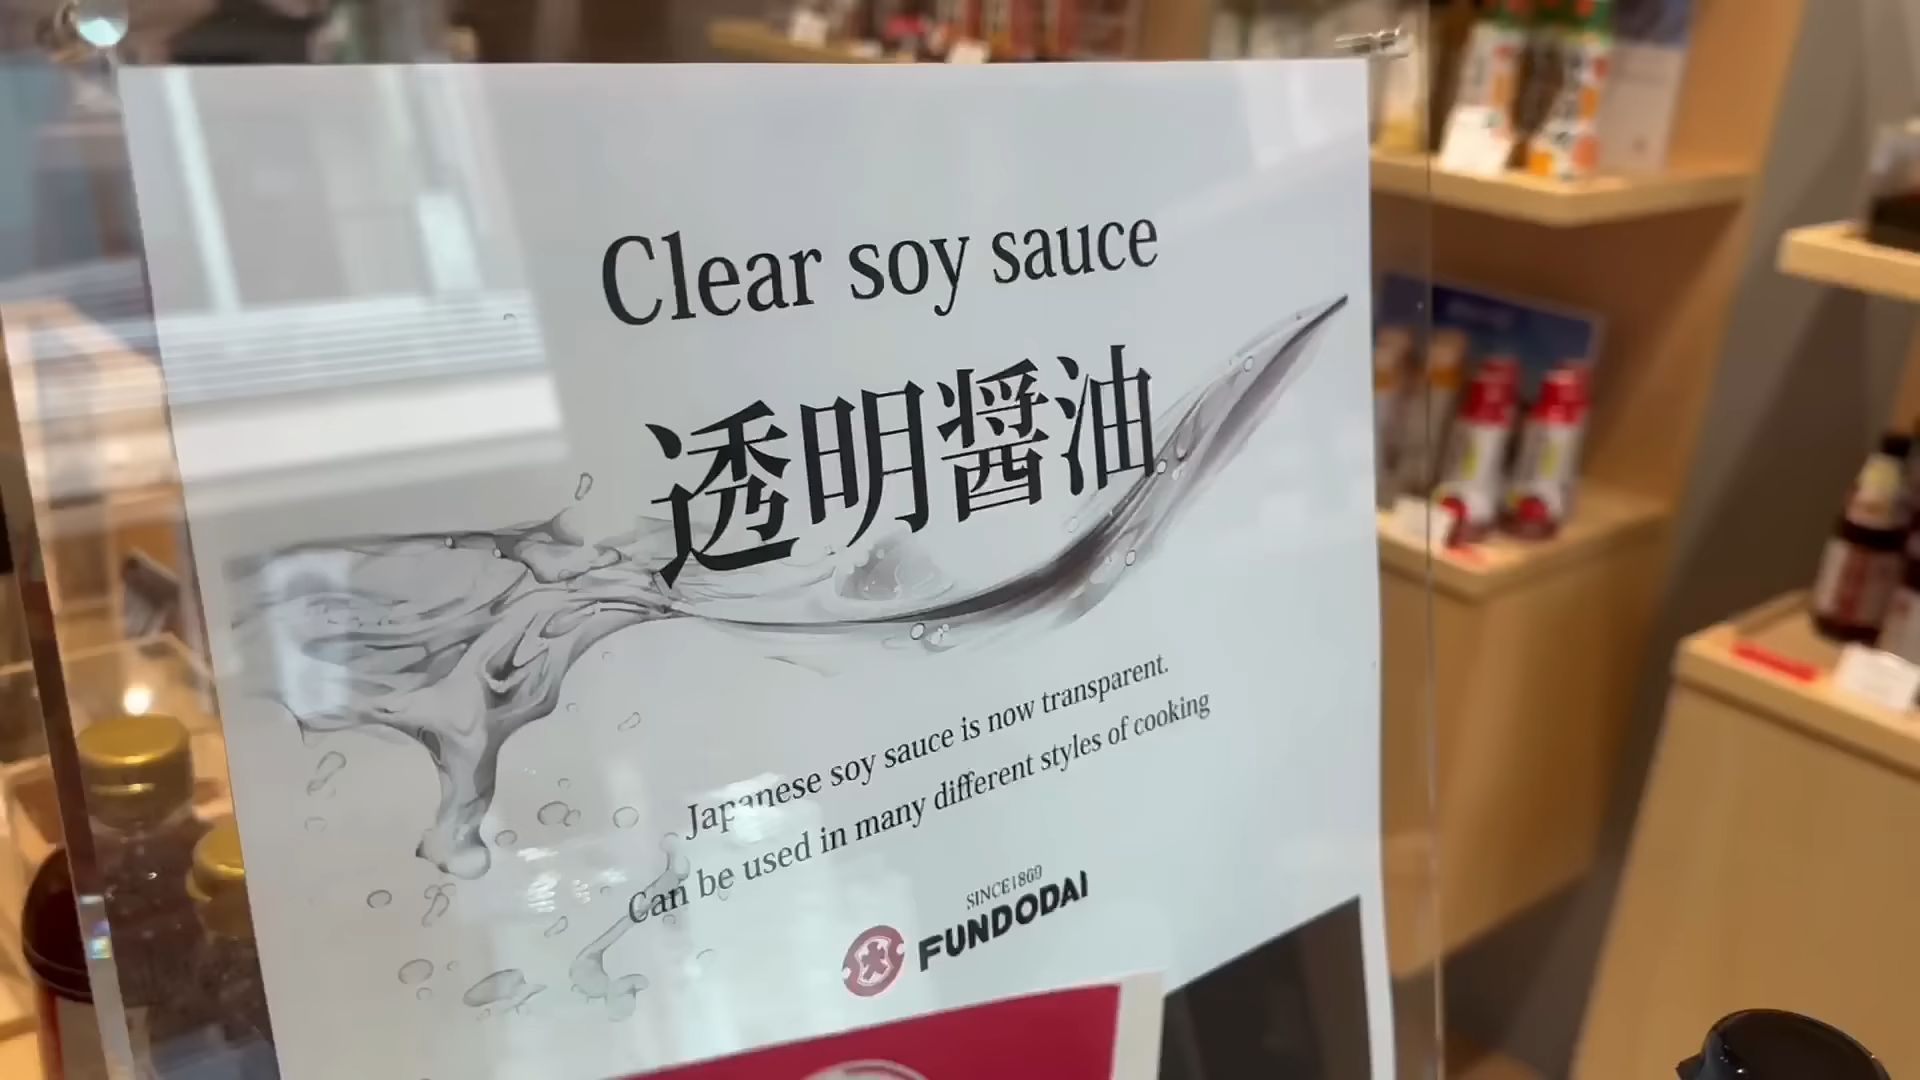 Clear soy sauce
透明醤油
Japanese soy sauce is now transparent.
Can be used in many different styles of cooking
SINCE1869
FUNDODAI